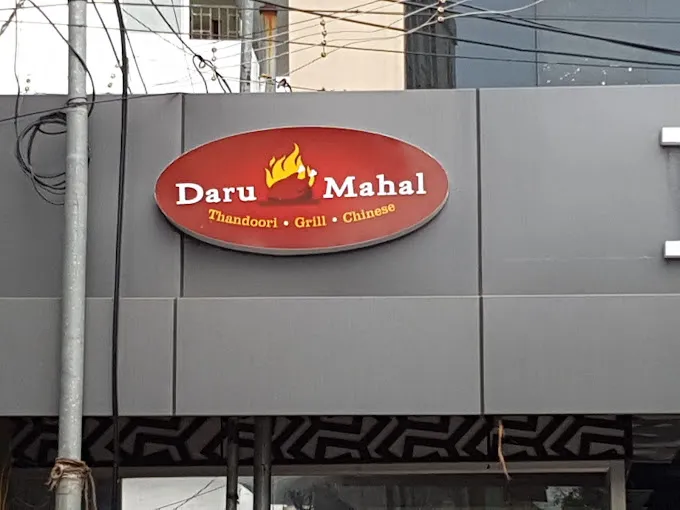 Daru Mahal
Thandoori • Grill • Chinese